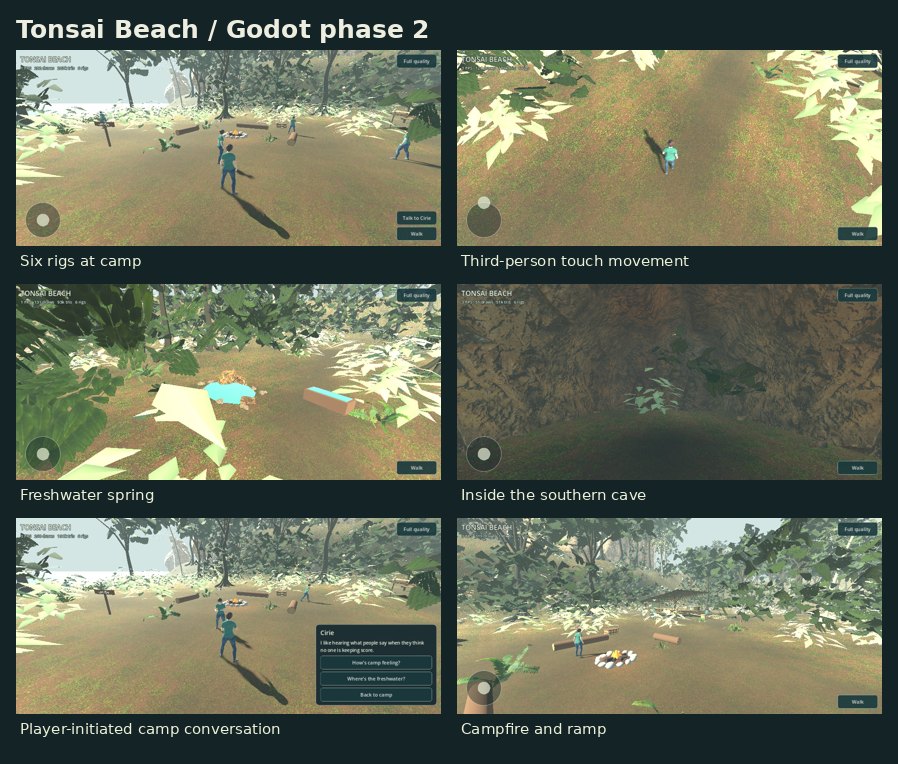 Tonsai Beach / Godot phase 2
TONSAI BEACH
Full quality
Talk to Cirie
Walk
Six rigs at camp
TONSAI BEACH
Full quality
Walk
Third-person touch movement
TONSAI BEACH
Full quality
Walk
Freshwater spring
TONSAI BEACH
Full quality
Walk
Inside the southern cave
TONSAI BEACH
Full quality
Cirie
I like hearing what people say when they think
no one is keeping score.
How's camp feeling?
Where's the freshwater?
Back to camp
Player-initiated camp conversation
TONSAI BEACH
Full quality
Walk
Campfire and ramp